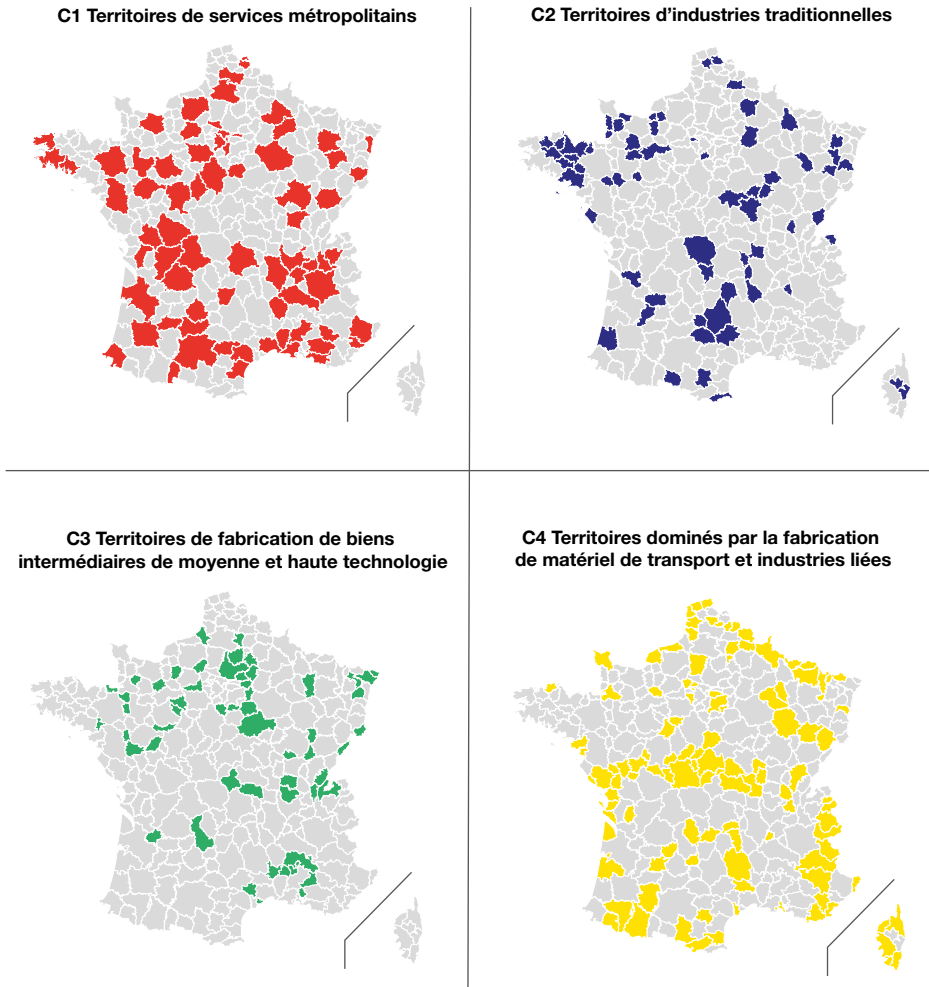 C1 Territoires de services métropolitains
C2 Territoires d’industries traditionnelles
C3 Territoires de fabrication de biens
intermédiaires de moyenne et haute technologie
C4 Territoires dominés par la fabrication
de matériel de transport et industries liées